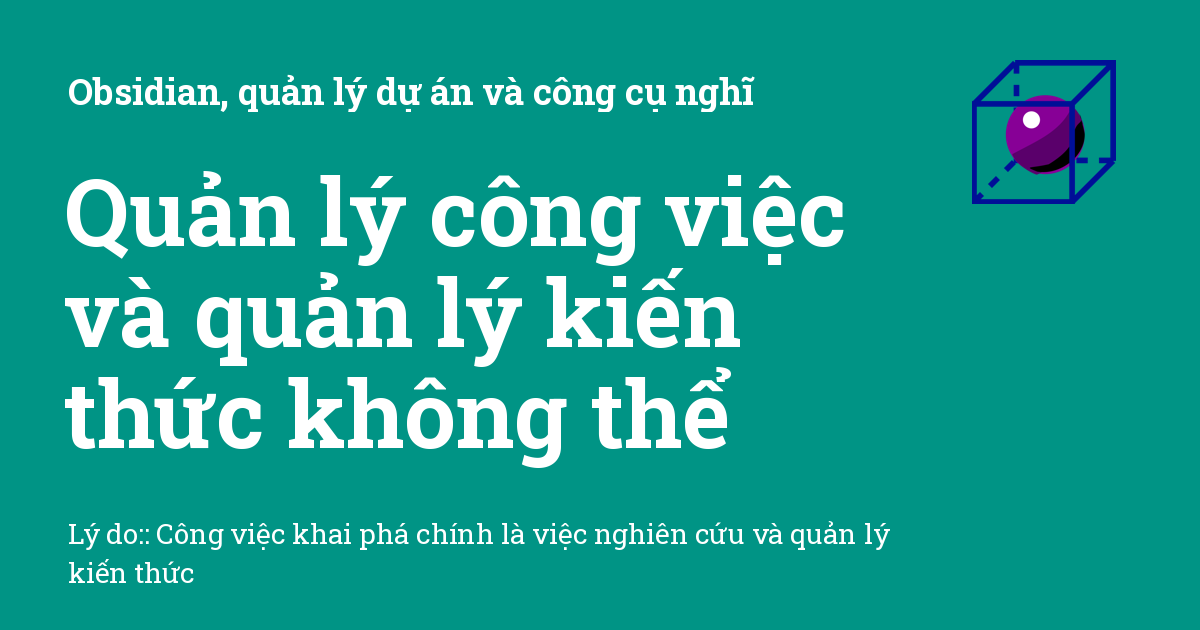 Obsidian, quản lý dự án và công cụ nghĩ
Quản lý công việc
và quản lý kiến
thức không thể
Lý do:: Công việc khai phá chính là việc nghiên cứu và quản lý
kiến thức